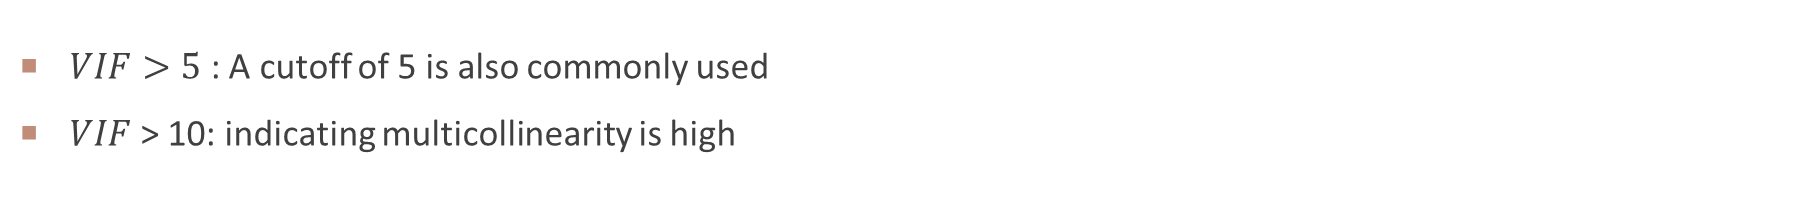 ▪ VIF > 5 : A cutoff of 5 is also commonly used
▪ VIF > 10: indicating multicollinearity is high